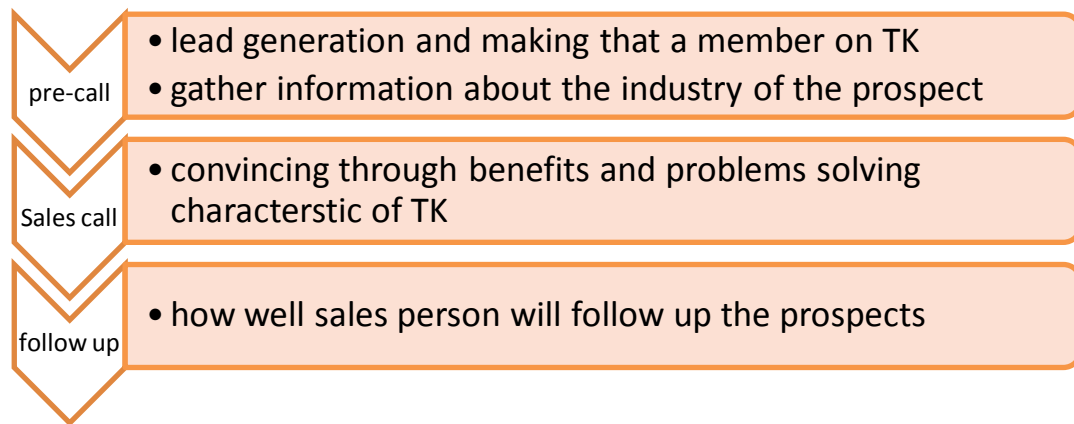 pre-call
• lead generation and making that a member on TK
• gather information about the industry of the prospect
Sales call
• convincing through benefits and problems solving
characterstic of TK
follow up
• how well sales person will follow up the prospects